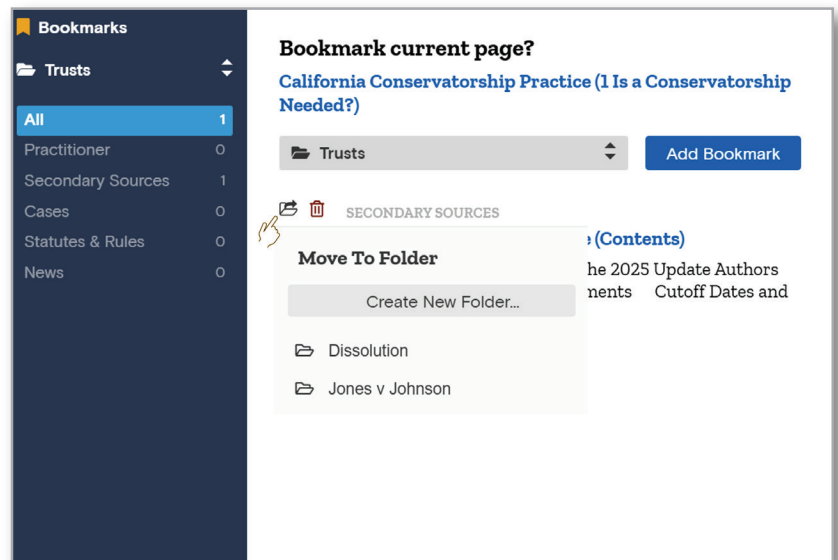 Bookmarks
Trusts
All 1
Practitioner 0
Secondary Sources 1
Cases 0
Statutes & Rules 0
News 0
Bookmark current page?
California Conservatorship Practice (1 Is a Conservatorship
Needed?)
Trusts
Add Bookmark
SECONDARY SOURCES
(Contents)
he 2025 Update Authors
ments Cutoff Dates and
Move To Folder
Create New Folder...
Dissolution
Jones v Johnson